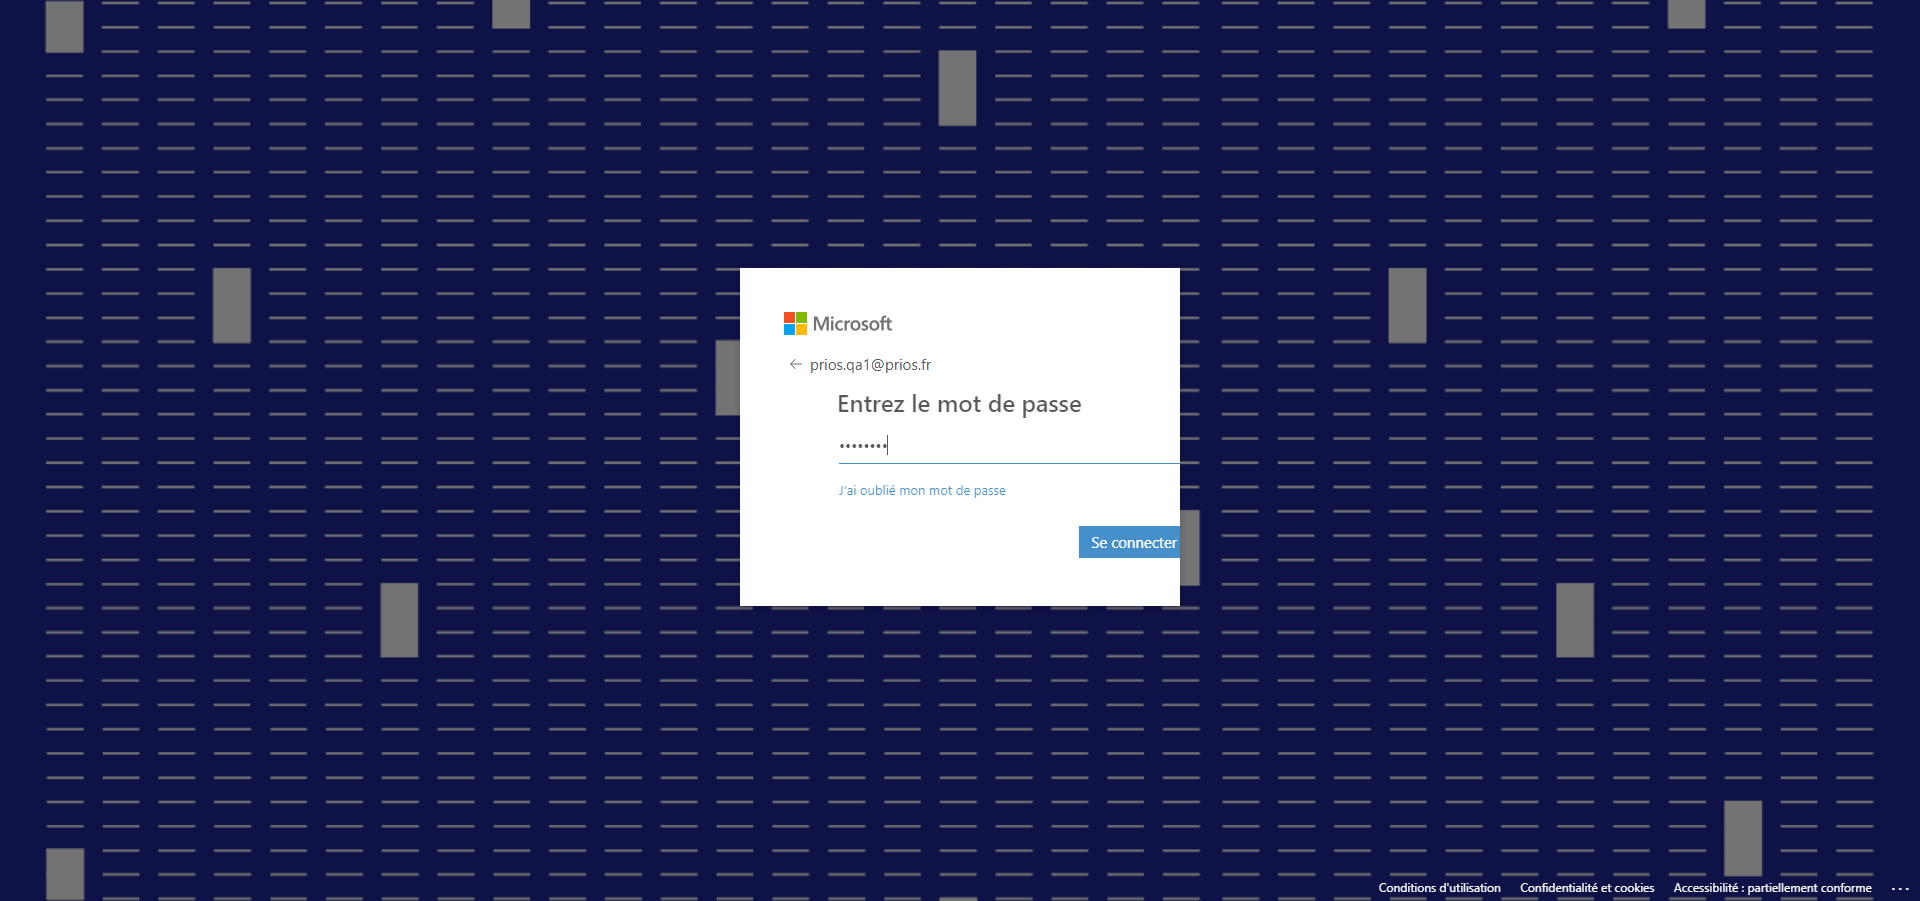 Microsoft
prios.qa1@prios.fr
Entrez le mot de passe
••••••••
J'ai oublié mon mot de passe
Se connecter
Conditions d'utilisation Confidentialité et cookies Accessibilité : partiellement conforme ...